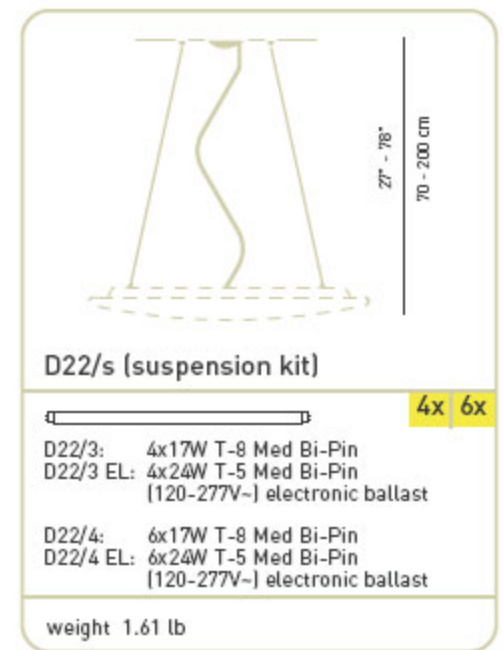 27" - 78"
70 - 200 cm
D22/s (suspension kit)
4x 6x
D22/3: 4x17W T-8 Med Bi-Pin
D22/3 EL: 4x24W T-5 Med Bi-Pin
(120-277V~) electronic ballast
D22/4: 6x17W T-8 Med Bi-Pin
D22/4 EL: 6x24W T-5 Med Bi-Pin
(120-277V~) electronic ballast
weight 1.61 lb